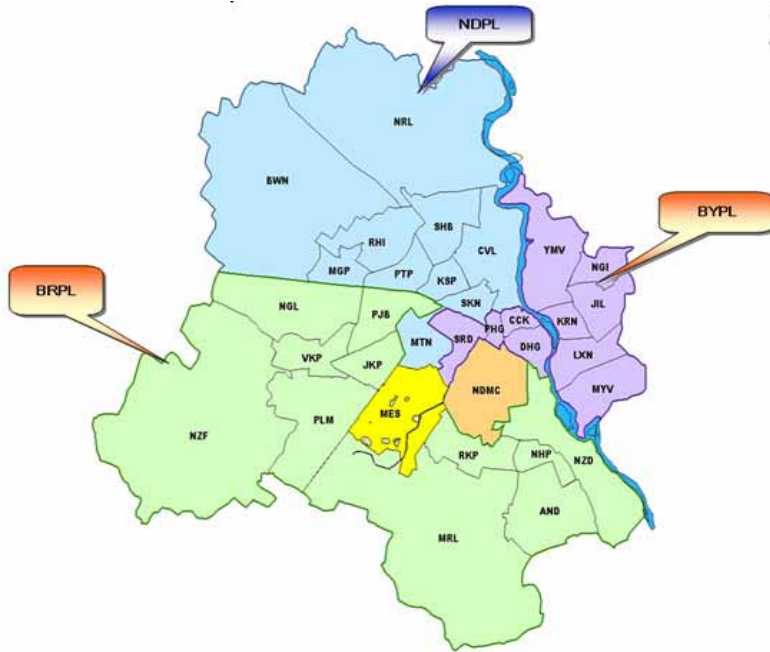 NDPL
NRL
BWN
BYPL
SHB
RHI
CVL
YMV
NGI
MGP
PTP
KSP
JIL
BRPL
NGL
SKN
PJB
CCK
KRN
PHG
MTN
SRD
DHG
LXN
VKP
JKP
MYV
NDMC
MES
PLM
NZF
RKP
NHP
NZD
AND
MRL